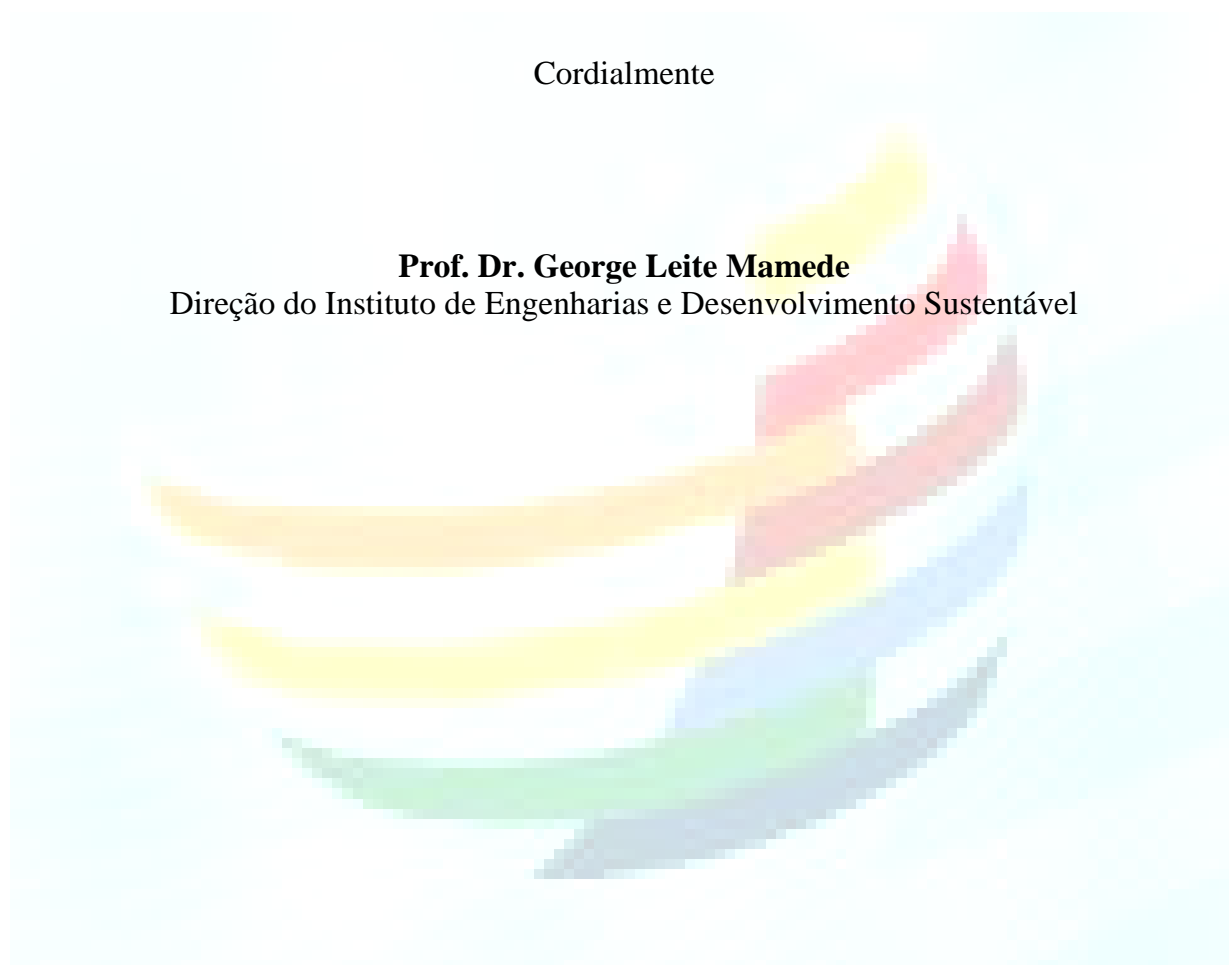 Cordialmente
Prof. Dr. George Leite Mamede
Direção do Instituto de Engenharias e Desenvolvimento Sustentável